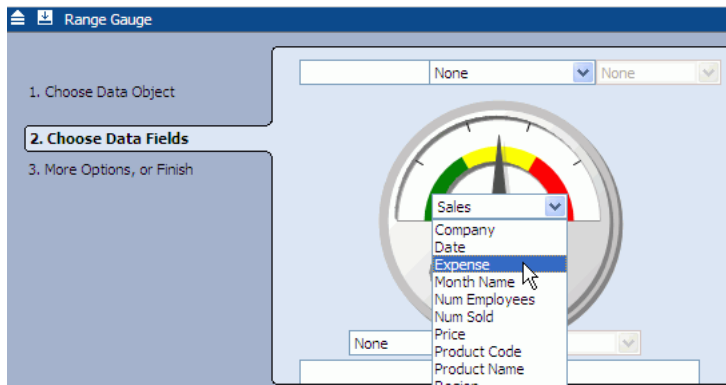 Range Gauge
1. Choose Data Object
2. Choose Data Fields
3. More Options, or Finish
None None
Sales
Company
Date
Expense
Month Name
Num Employees
Num Sold
Price
Product Code
Product Name
Region
None